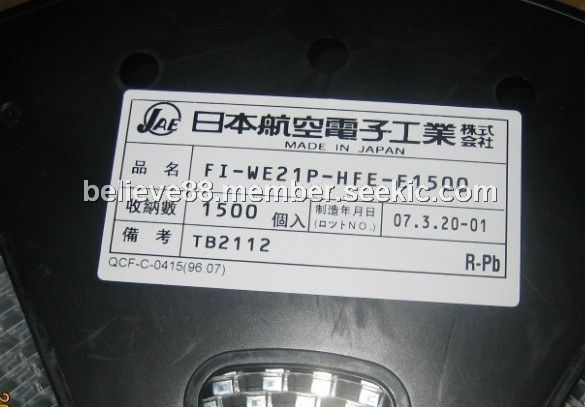 JAE 日本航空電子工業 株式会社
MADE IN JAPAN
品名 FI-WE21P-HFE-E1500
believe88.member.seekic.com
収納数 1500 個入 製造年月日 (ロットNO.) 07.3.20-01
備考 TB2112
R-Pb
QCF-C-0415(96.07)